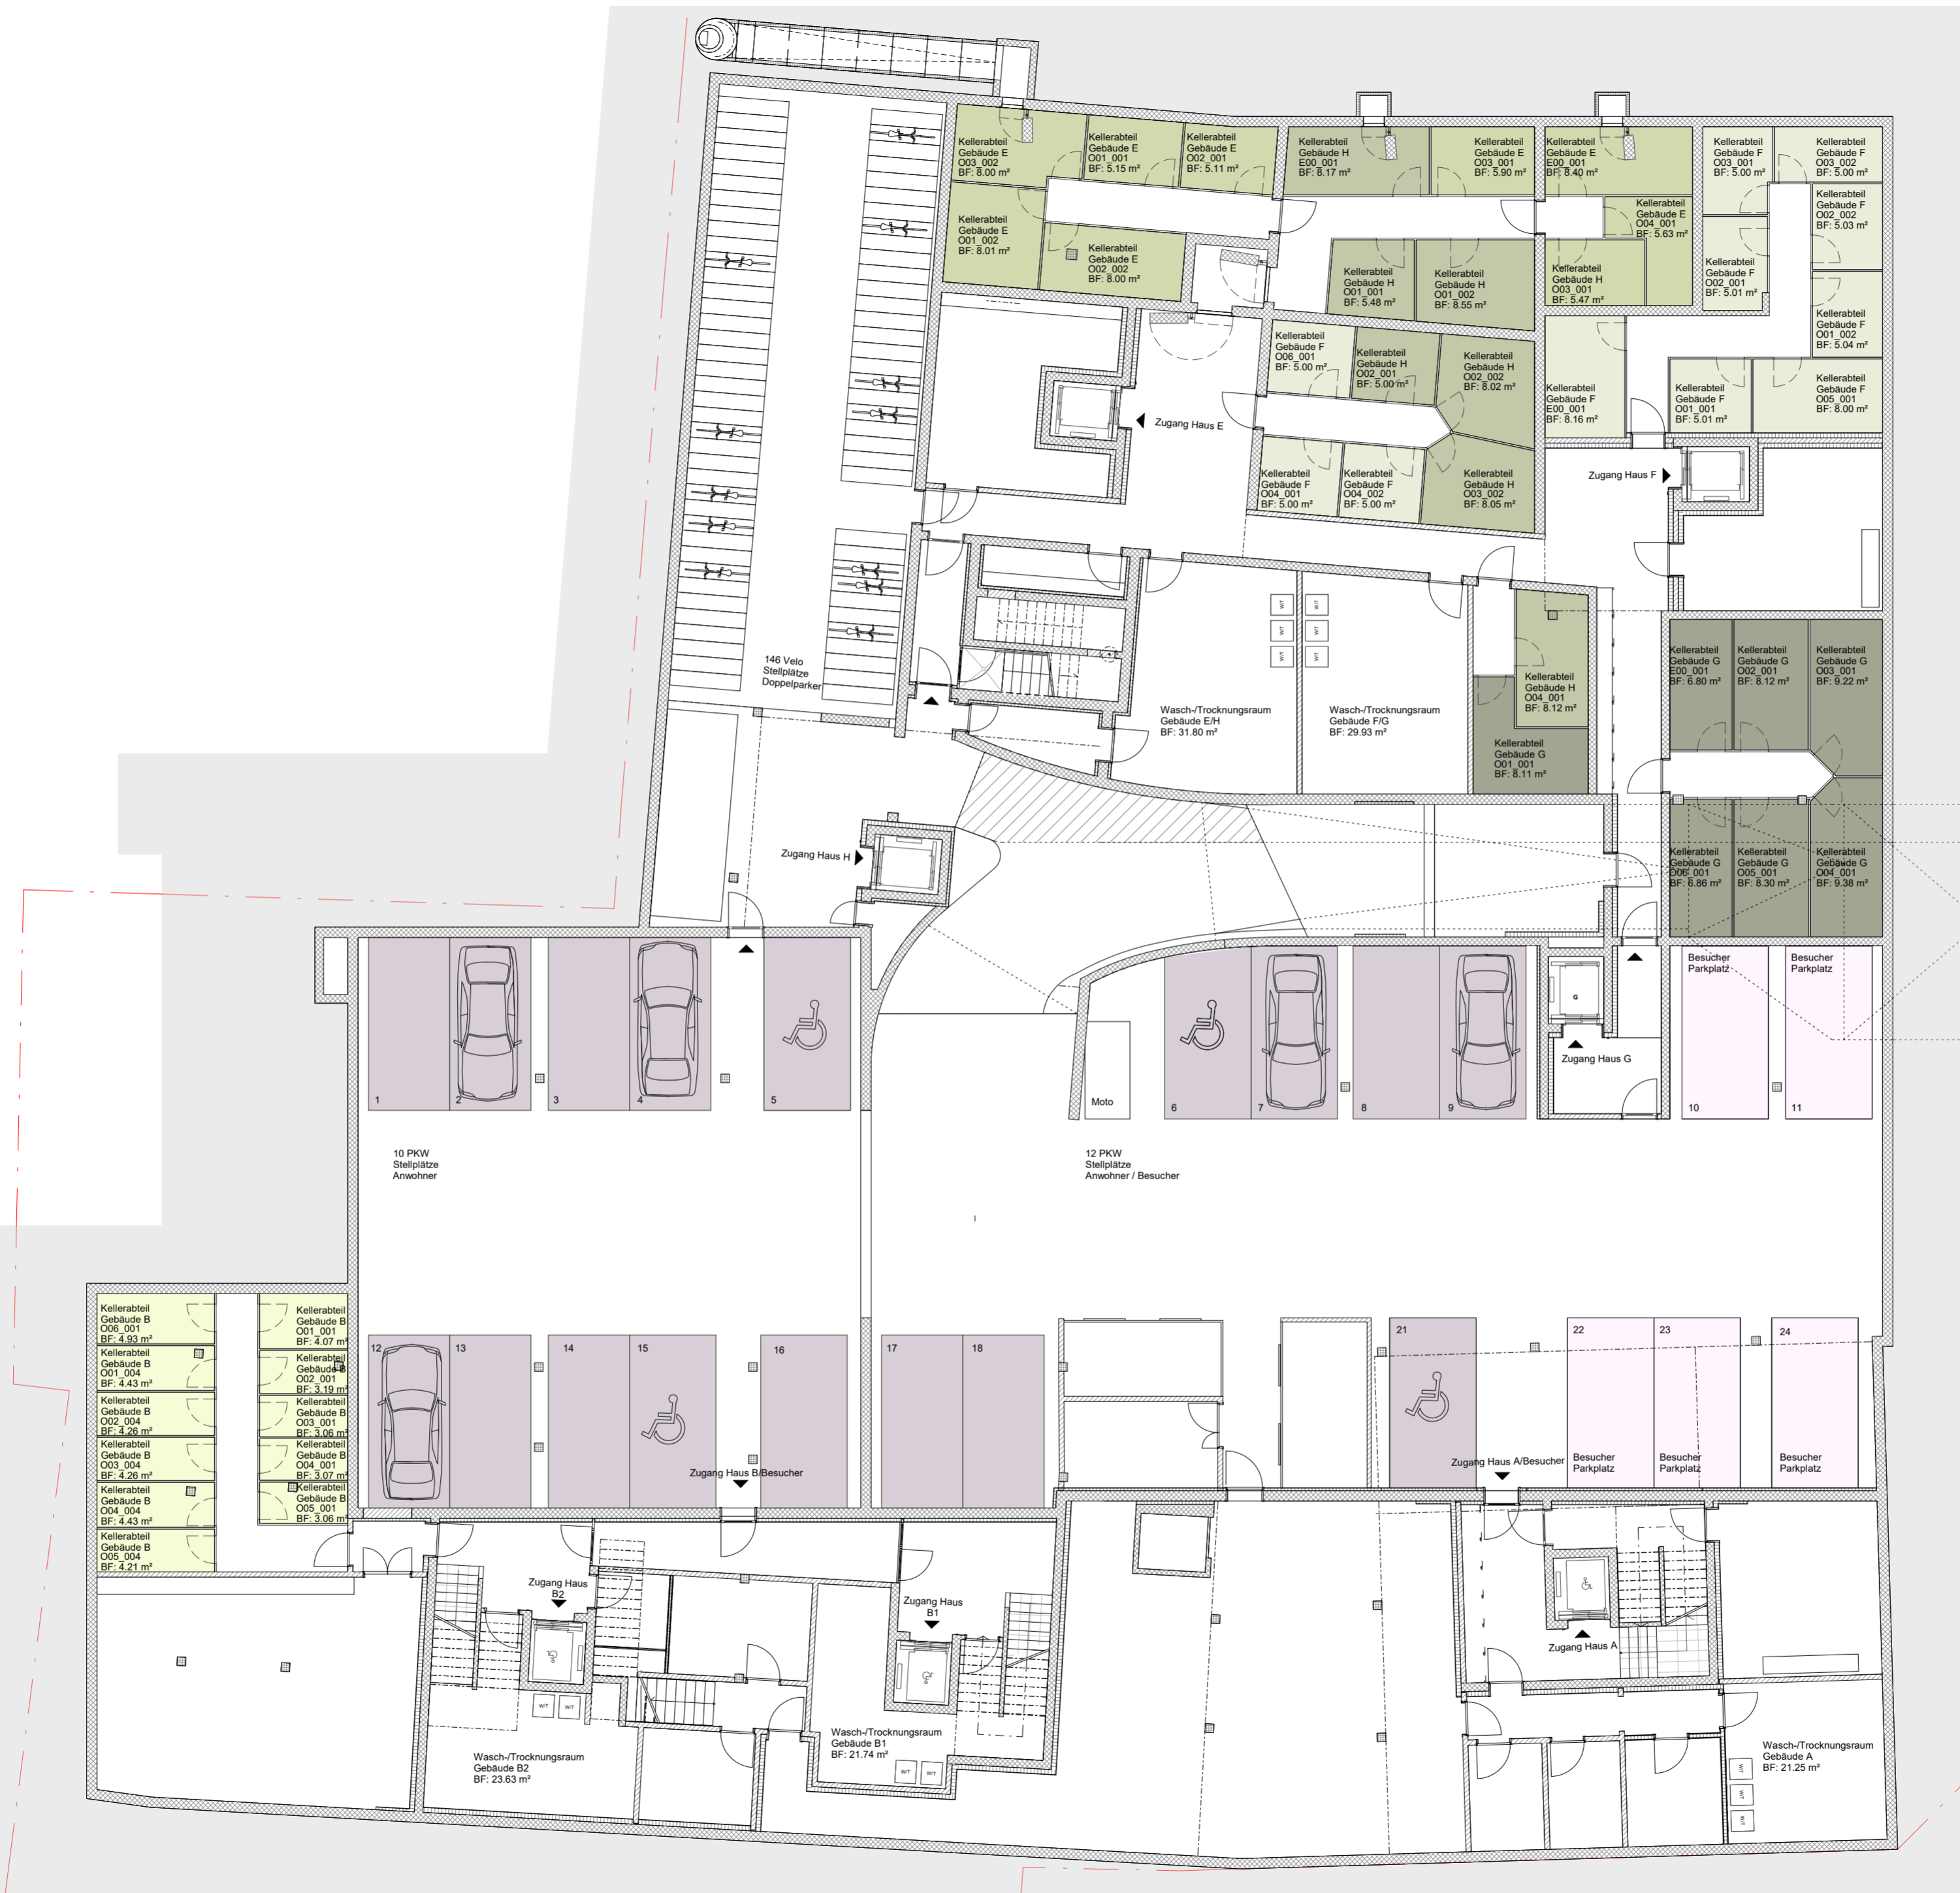 Kellerabteil
Gebäude E
O03_002
BF: 8.00 m²
Kellerabteil
Gebäude E
O01_001
BF: 5.15 m²
Kellerabteil
Gebäude E
O02_001
BF: 5.11 m²
Kellerabteil
Gebäude H
E00_001
BF: 8.17 m²
Kellerabteil
Gebäude E
O03_001
BF: 5.90 m²
Kellerabteil
Gebäude E
E00_001
BF: 8.40 m²
Kellerabteil
Gebäude F
O03_001
BF: 5.00 m²
Kellerabteil
Gebäude F
O03_002
BF: 5.00 m²
Kellerabteil
Gebäude E
O01_002
BF: 8.01 m²
Kellerabteil
Gebäude E
O02_002
BF: 8.00 m²
Kellerabteil
Gebäude E
O04_001
BF: 5.63 m²
Kellerabteil
Gebäude F
O02_002
BF: 5.03 m²
Kellerabteil
Gebäude H
O01_001
BF: 5.48 m²
Kellerabteil
Gebäude H
O01_002
BF: 8.55 m²
Kellerabteil
Gebäude H
O03_001
BF: 5.47 m²
Kellerabteil
Gebäude F
O02_001
BF: 5.01 m²
Kellerabteil
Gebäude F
O01_002
BF: 5.04 m²
Kellerabteil
Gebäude F
O06_001
BF: 5.00 m²
Kellerabteil
Gebäude H
O02_001
BF: 5.00 m²
Kellerabteil
Gebäude H
O02_002
BF: 8.02 m²
Kellerabteil
Gebäude F
E00_001
BF: 8.16 m²
Kellerabteil
Gebäude F
O01_001
BF: 5.01 m²
Kellerabteil
Gebäude F
O05_001
BF: 8.00 m²
Zugang Haus E
Kellerabteil
Gebäude F
O04_001
BF: 5.00 m²
Kellerabteil
Gebäude F
O04_002
BF: 5.00 m²
Kellerabteil
Gebäude H
O03_002
BF: 8.05 m²
Zugang Haus F
146 Velo
Stellplätze
Doppelparker
W/T
W/T
W/T
W/T
W/T
W/T
Wasch-/Trocknungsraum
Gebäude E/H
BF: 31.80 m²
Wasch-/Trocknungsraum
Gebäude F/G
BF: 29.93 m²
Kellerabteil
Gebäude H
O04_001
BF: 8.12 m²
Kellerabteil
Gebäude G
O01_001
BF: 8.11 m²
Kellerabteil
Gebäude G
E00_001
BF: 6.80 m²
Kellerabteil
Gebäude G
O02_001
BF: 8.12 m²
Kellerabteil
Gebäude G
O03_001
BF: 9.22 m²
Zugang Haus H
Kellerabteil
Gebäude G
O06_001
BF: 6.86 m²
Kellerabteil
Gebäude G
O05_001
BF: 8.30 m²
Kellerabteil
Gebäude G
O04_001
BF: 9.38 m²
Besucher
Parkplatz
Besucher
Parkplatz
G
Zugang Haus G
1
2
3
4
5
Moto
6
7
8
9
10
11
10 PKW
Stellplätze
Anwohner
12 PKW
Stellplätze
Anwohner / Besucher
Kellerabteil
Gebäude B
O06_001
BF: 4.93 m²
Kellerabteil
Gebäude B
O01_001
BF: 4.07 m²
Kellerabteil
Gebäude B
O01_004
BF: 4.43 m²
Kellerabteil
Gebäude B
O02_001
BF: 3.19 m²
Kellerabteil
Gebäude B
O02_004
BF: 4.26 m²
Kellerabteil
Gebäude B
O03_001
BF: 3.06 m²
Kellerabteil
Gebäude B
O03_004
BF: 4.26 m²
Kellerabteil
Gebäude B
O04_001
BF: 3.07 m²
Kellerabteil
Gebäude B
O04_004
BF: 4.43 m²
Kellerabteil
Gebäude B
O05_001
BF: 3.06 m²
Kellerabteil
Gebäude B
O05_004
BF: 4.21 m²
12
13
14
15
16
17
18
21
22
23
24
Zugang Haus B/Besucher
Zugang Haus A/Besucher
Besucher
Parkplatz
Besucher
Parkplatz
Besucher
Parkplatz
Zugang Haus
B2
Zugang Haus
B1
Zugang Haus A
W/T
W/T
Wasch-/Trocknungsraum
Gebäude B2
BF: 23.63 m²
Wasch-/Trocknungsraum
Gebäude B1
BF: 21.74 m²
W/T
W/T
Wasch-/Trocknungsraum
Gebäude A
BF: 21.25 m²
W/T
W/T
W/T